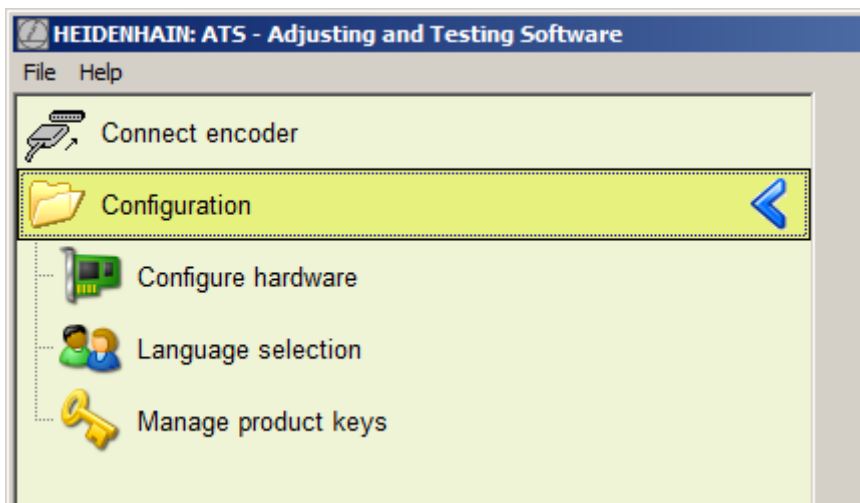 HEIDENHAIN: ATS - Adjusting and Testing Software
File Help
Connect encoder
Configuration
Configure hardware
Language selection
Manage product keys